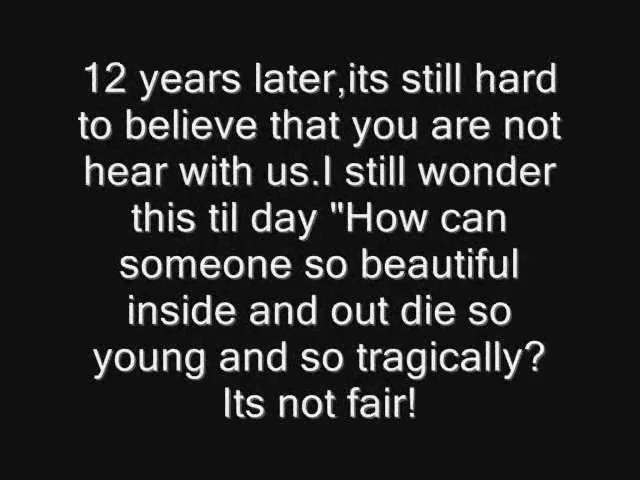 12 years later,its still hard
to believe that you are not
hear with us.I still wonder
this til day "How can
someone so beautiful
inside and out die so
young and so tragically?
Its not fair!